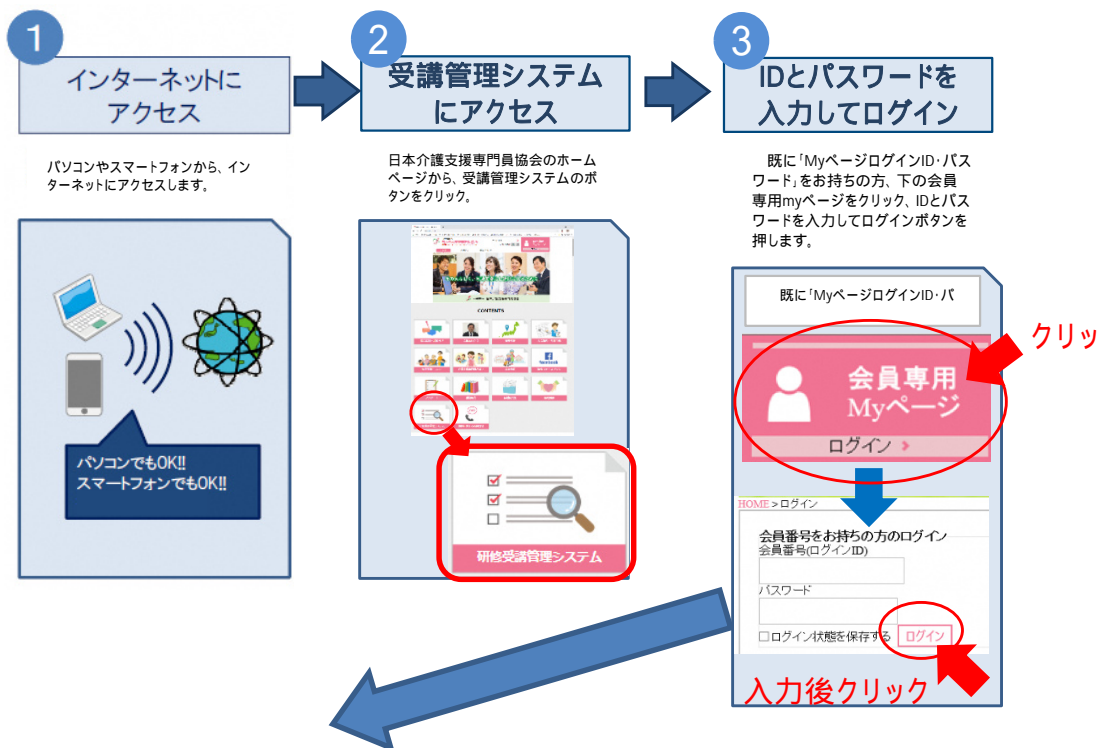 1
インターネットに
アクセス
パソコンやスマートフォンから、イン
ターネットにアクセスします。
パソコンでもOK!!
スマートフォンでもOK!!
2
受講管理システム
にアクセス
日本介護支援専門員協会のホーム
ページから、受講管理システムのボ
タンをクリック。
CONTENTS
研修受講管理システム
3
IDとパスワードを
入力してログイン
既に「MyページログインID・パス
ワード」をお持ちの方、下の会員
専用myページをクリック、IDとパス
ワードを入力してログインボタンを
押します。
既に「MyページログインID・パ
クリッ
会員専用
Myページ
ログイン
HOME > ログイン
会員番号をお持ちの方のログイン
会員番号(ログインID)
パスワード
ログイン状態を保存する ログイン
入力後クリック